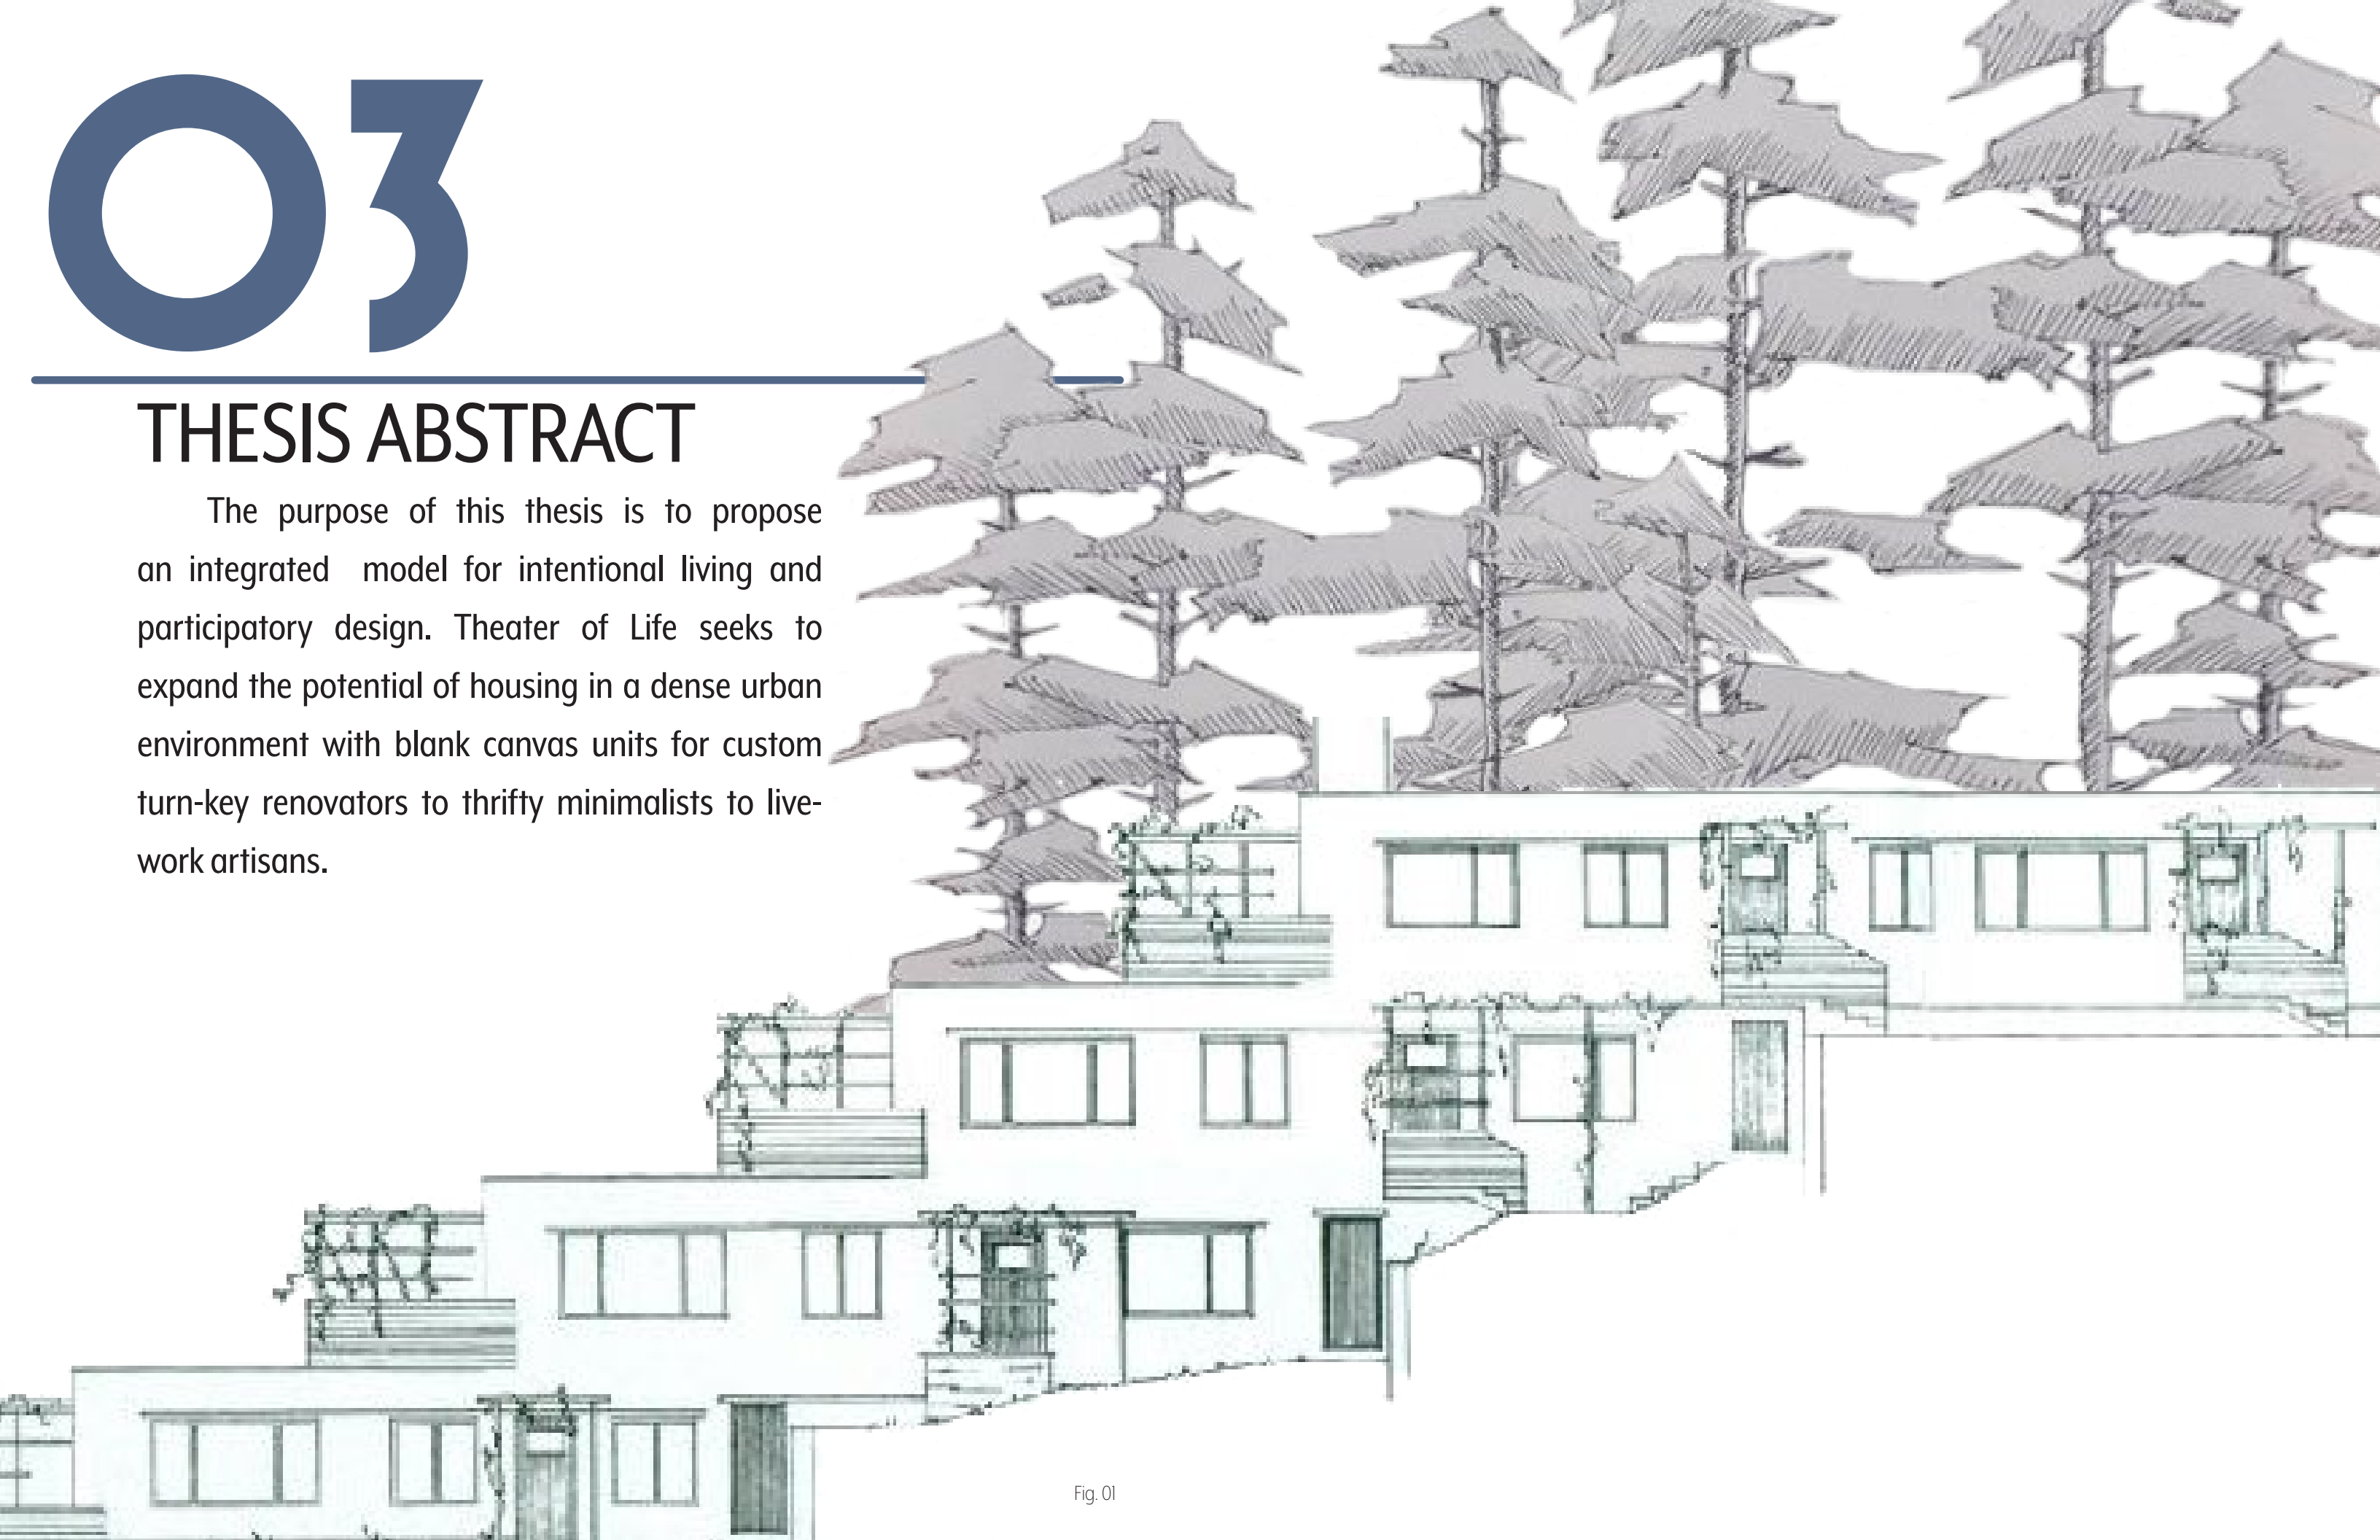 03
THESIS ABSTRACT
The purpose of this thesis is to propose
an integrated model for intentional living and
participatory design. Theater of Life seeks to
expand the potential of housing in a dense urban
environment with blank canvas units for custom
turn-key renovators to thrifty minimalists to live-
work artisans.
Fig. 01